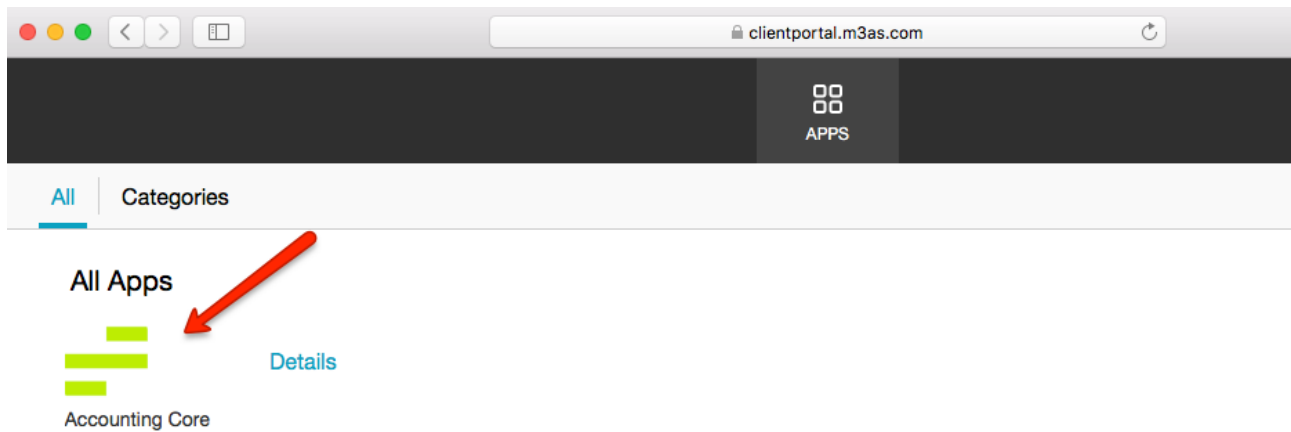 clientportal.m3as.com
APPS
All Categories
All Apps
Details
Accounting Core